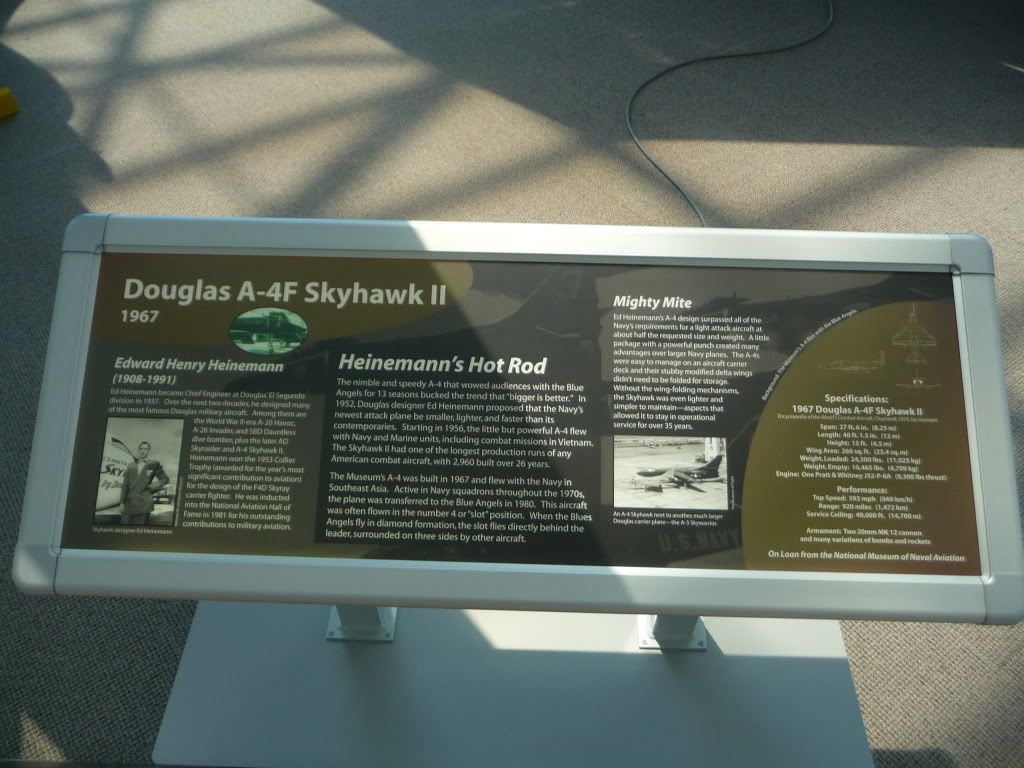 Douglas A-4F Skyhawk II
1967
Edward Henry Heinemann
(1908-1991)
Ed Heinemann became Chief Engineer at Douglas' El Segundo
division in 1937. Over the next two decades, he designed many
of the most famous Douglas military aircraft. Among them are
the World War II-era A-20 Havoc,
A-26 Invader, and SBD Dauntless
dive bomber, plus the later AD
Skyraider and A-4 Skyhawk II.
Heinemann won the 1953 Collier
Trophy (awarded for the year's most
significant contribution to aviation)
for the design of the F4D Skyray
carrier fighter. He was inducted
into the National Aviation Hall of
Fame in 1981 for his outstanding
contributions to military aviation.
Skyhawk designer Ed Heinemann.
Heinemann's Hot Rod
The nimble and speedy A-4 that wowed audiences with the Blue
Angels for 13 seasons bucked the trend that "bigger is better." In
1952, Douglas designer Ed Heinemann proposed that the Navy's
newest attack plane be smaller, lighter, and faster than its
contemporaries. Starting in 1956, the little but powerful A-4 flew
with Navy and Marine units, including combat missions in Vietnam.
The Skyhawk II had one of the longest production runs of any
American combat aircraft, with 2,960 built over 26 years.
The Museum's A-4 was built in 1967 and flew with the Navy in
Southeast Asia. Active in Navy squadrons throughout the 1970s,
the plane was transferred to the Blue Angels in 1980. This aircraft
was often flown in the number 4 or "slot" position. When the Blues
Angels fly in diamond formation, the slot flies directly behind the
leader, surrounded on three sides by other aircraft.
Mighty Mite
Ed Heinemann's A-4 design surpassed all of the
Navy's requirements for a light attack aircraft at
about half the requested size and weight. A little
package with a powerful punch created many
advantages over larger Navy planes. The A-4s
were easy to manage on an aircraft carrier
deck and their stubby modified delta wings
didn't need to be folded for storage.
Without the wing-folding mechanisms,
the Skyhawk was even lighter and
simpler to maintain—aspects that
allowed it to stay in operational
service for over 35 years.
An A-4 Skyhawk next to another, much larger
Douglas carrier plane—the A-3 Skywarrior.
U.S. NAVY
Background: The Museum's A-4 flies with the Blue Angels.
Specifications:
1967 Douglas A-4F Skyhawk II
Span: 27 ft. 6 in. (8.25 m)
Length: 40 ft. 1.5 in. (12 m)
Height: 15 ft. (4.5 m)
Wing Area: 260 sq. ft. (23.4 sq. m)
Weight, Loaded: 24,500 lbs. (11,025 kg)
Weight, Empty: 10,465 lbs. (4,709 kg)
Engine: One Pratt & Whitney J52-P-8A (9,300 lbs thrust)
Performance:
Top Speed: 593 mph (949 km/h)
Range: 920 miles (1,472 km)
Service Ceiling: 49,000 ft. (14,700 m)
Armament: Two 20mm MK 12 cannon
and many variations of bombs and rockets
On Loan from the National Museum of Naval Aviation